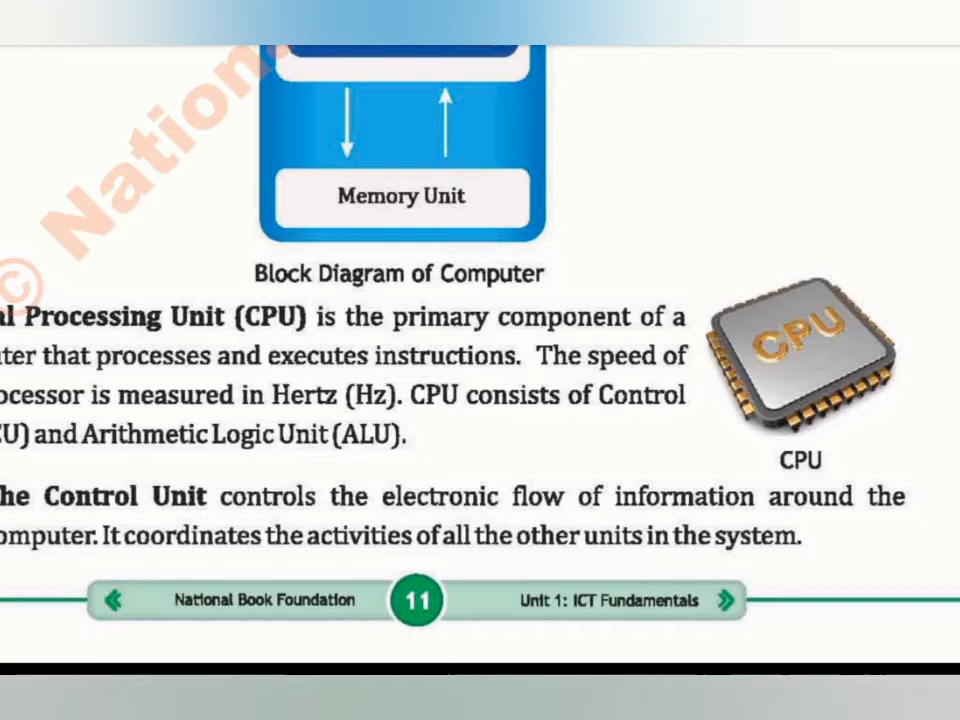 © Nation
Memory Unit
Block Diagram of Computer
al Processing Unit (CPU) is the primary component of a
uter that processes and executes instructions. The speed of
ocessor is measured in Hertz (Hz). CPU consists of Control
CU) and Arithmetic Logic Unit (ALU).
CPU
CPU
he Control Unit controls the electronic flow of information around the
omputer. It coordinates the activities of all the other units in the system.
National Book Foundation 11 Unit 1: ICT Fundamentals